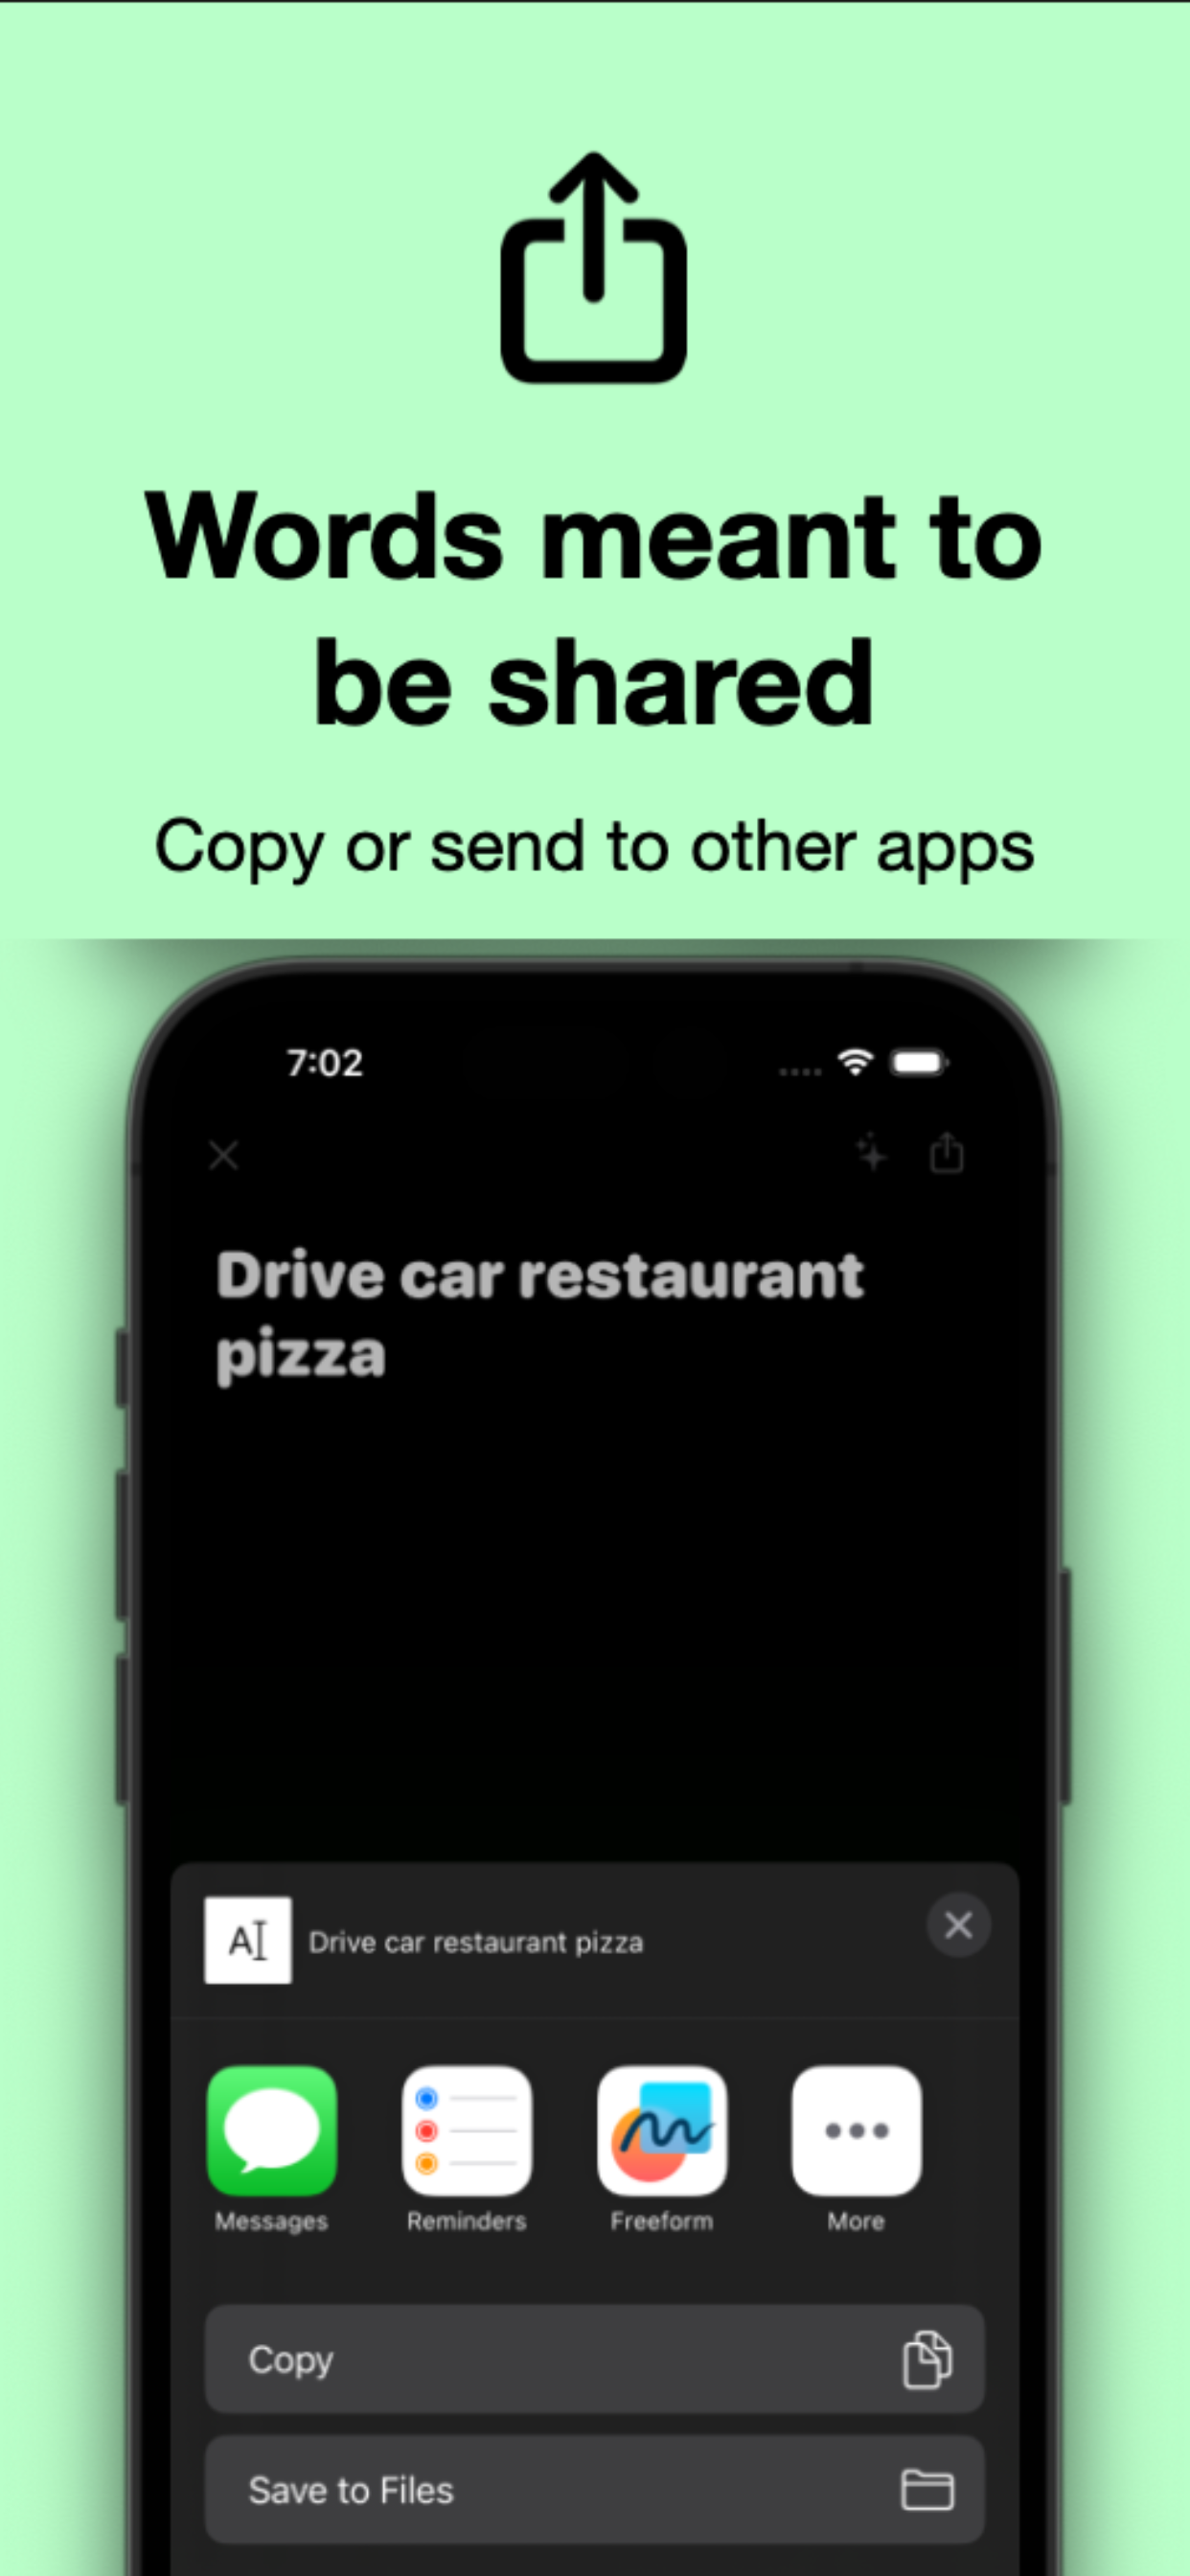 Words meant to
be shared
Copy or send to other apps
7:02
Drive car restaurant
pizza
A
Drive car restaurant pizza
Messages
Reminders
Freeform
More
Copy
Save to Files